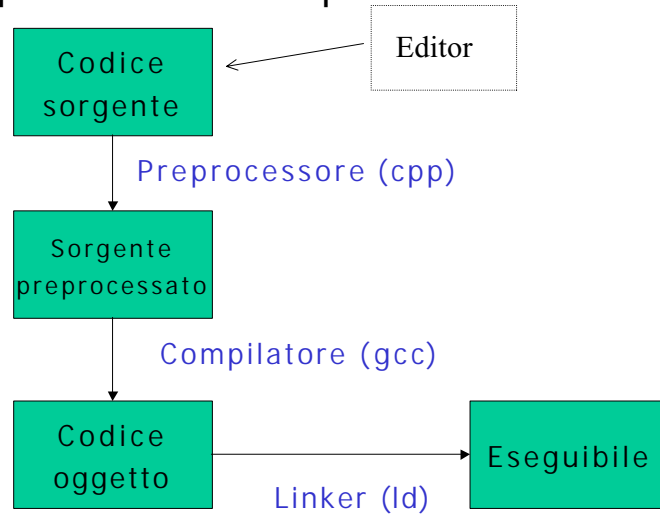 Codice
sorgente
Editor
Preprocessore (cpp)
Sorgente
preprocessato
Compilatore (gcc)
Codice
oggetto
Eseguibile
Linker (ld)